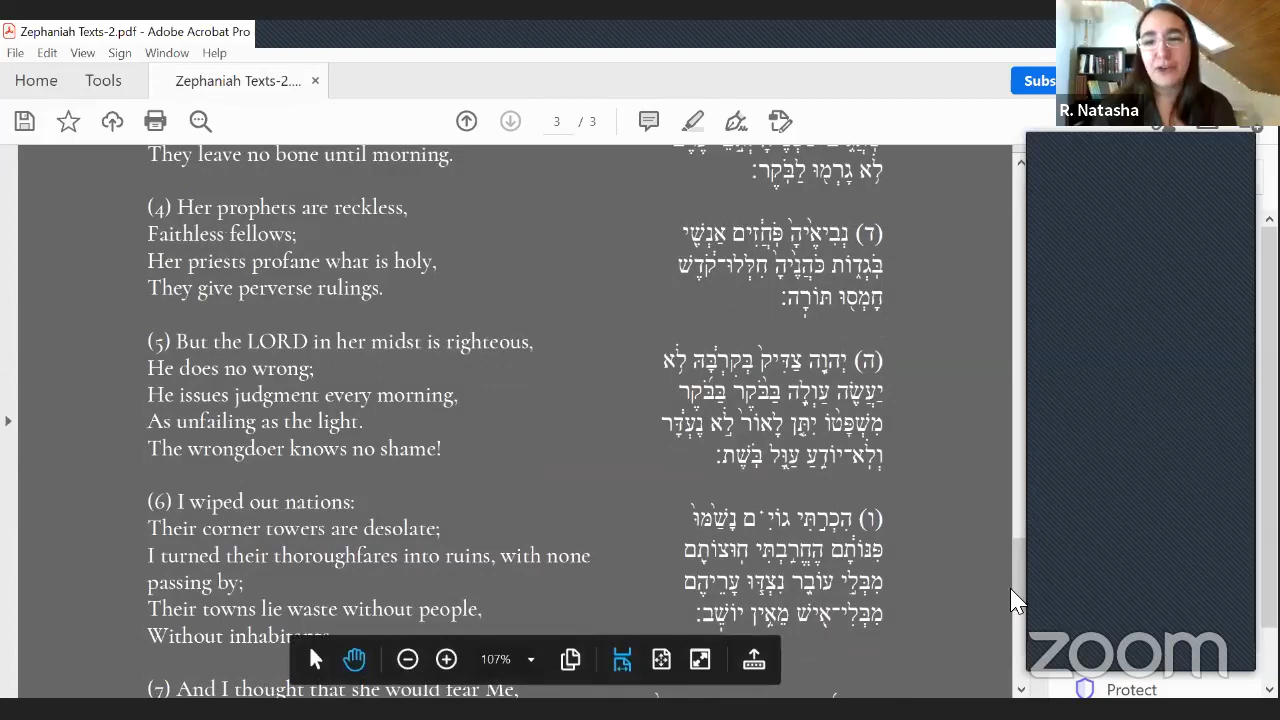 Zephaniah Texts-2.pdf - Adobe Acrobat Pro
File Edit View Sign Window Help
Home Tools Zephaniah Texts-2.... × Subs
R. Natasha
3 / 3
They leave no bone until morning.
לֹ֥א גָרְמ֖וּ לַבֹּֽקֶר׃
(4) Her prophets are reckless,
Faithless fellows;
Her priests profane what is holy,
They give perverse rulings.
(ד) נְבִיאֶ֙יהָ֙ פֹּֽחֲזִ֔ים אַנְשֵׁ֖י
בֹּֽגְד֑וֹת כֹּהֲנֶ֙יהָ֙ חִלְּלוּ־קֹ֔דֶשׁ
חָמְס֖וּ תּוֹרָֽה׃
(5) But the LORD in her midst is righteous,
He does no wrong;
He issues judgment every morning,
As unfailing as the light.
The wrongdoer knows no shame!
(ה) יְהוָ֤ה צַדִּיק֙ בְּקִרְבָּ֔הּ לֹ֥א
יַעֲשֶׂ֖ה עַוְלָ֑ה בַּבֹּ֨קֶר בַּבֹּ֜קֶר
מִשְׁפָּט֨וֹ יִתֵּ֤ן לָאוֹר֙ לֹ֣א נֶעְדָּ֔ר
וְלֽוֹא־יוֹדֵ֥עַ עַוָּ֖ל בֹּֽשֶׁת׃
(6) I wiped out nations:
Their corner towers are desolate;
I turned their thoroughfares into ruins, with none
passing by;
Their towns lie waste without people,
Without
(ו) הִכְרַ֣תִּי גוֹיִ֗ם נָשַׁ֙מּוּ֙
פִּנּוֹתָ֔ם הֶחֱרַ֥בְתִּי חֽוּצוֹתָ֖ם
מִבְּלִ֣י עוֹבֵ֑ר נִצְדּ֧וּ עָרֵיהֶ֛ם
מִבְּלִי־אִ֖ישׁ מֵאֵ֥ין יוֹשֵֽׁב׃
107%
(7) And I thought that she would fear Me,
zoom
Protect